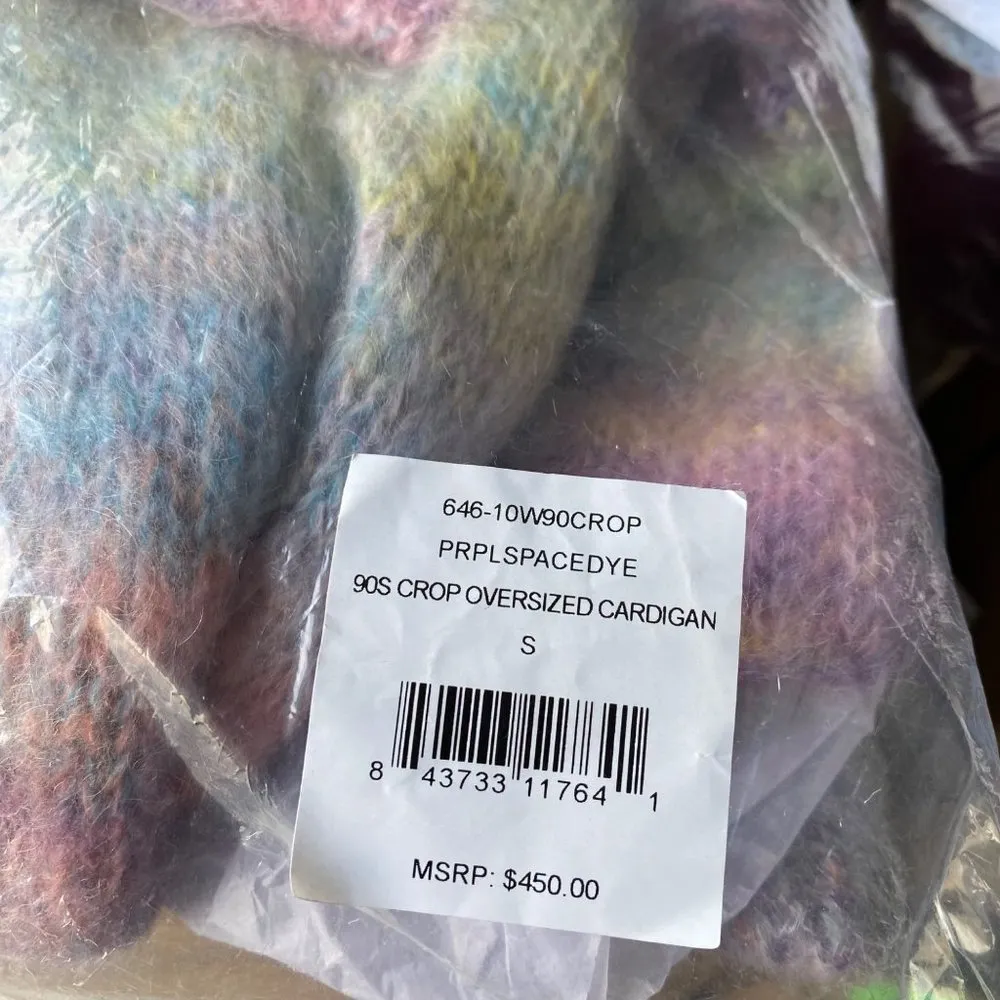 646-10W90CROP
PRPLSPACEDYE
90S CROP OVERSIZED CARDIGAN
S
8 43733 11764 1
MSRP: $450.00